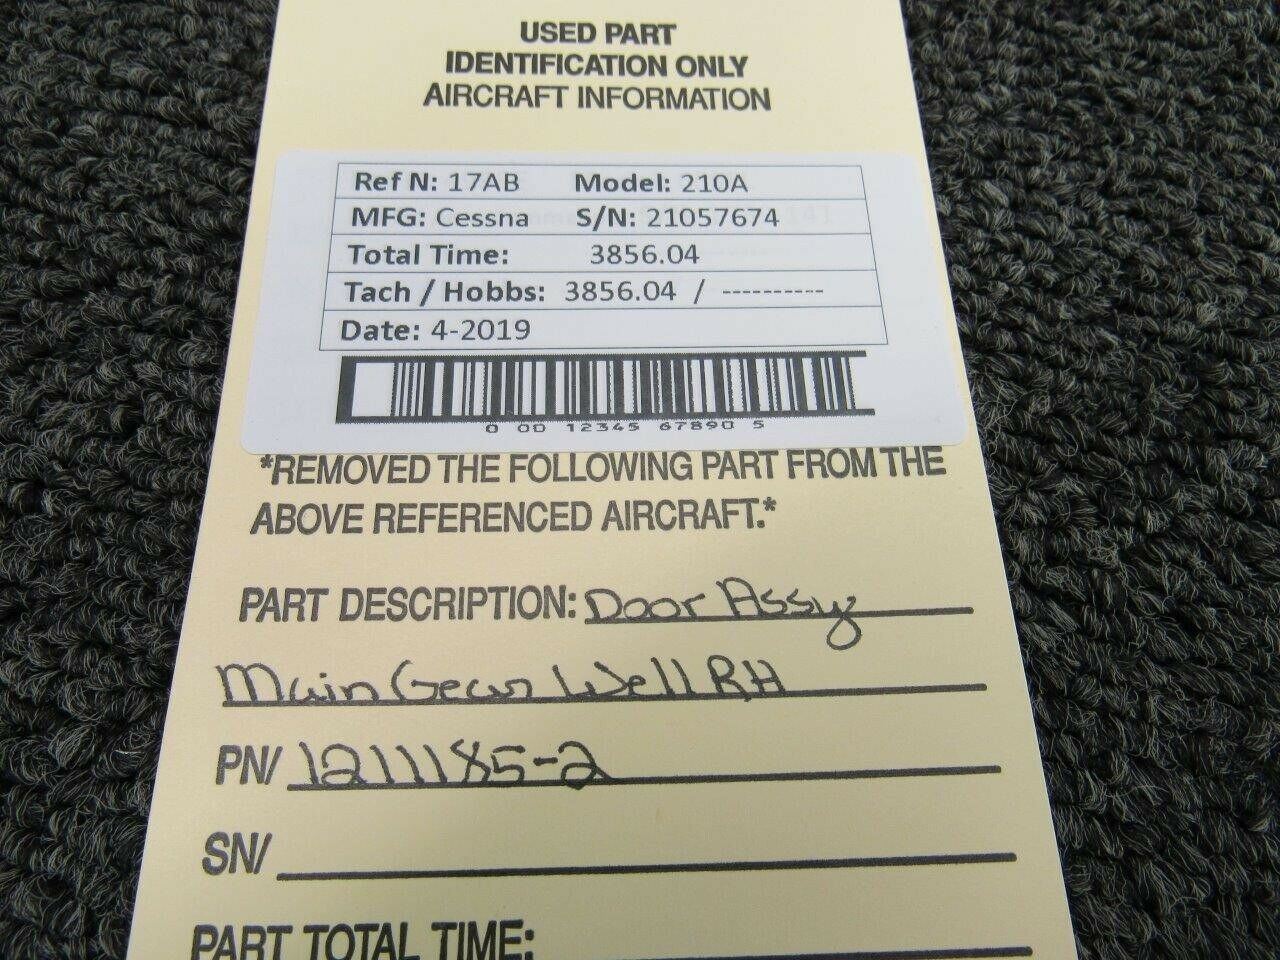 USED PART
IDENTIFICATION ONLY
AIRCRAFT INFORMATION
Ref N: 17AB Model: 210A
MFG: Cessna S/N: 21057674
Total Time: 3856.04
Tach / Hobbs: 3856.04 / ----------
Date: 4-2019
0 00 12345 67890 5
*REMOVED THE FOLLOWING PART FROM THE
ABOVE REFERENCED AIRCRAFT.*
PART DESCRIPTION: Door Assy
Main Gear Well RH
PN/ 1211185-2
SN/
PART TOTAL TIME: